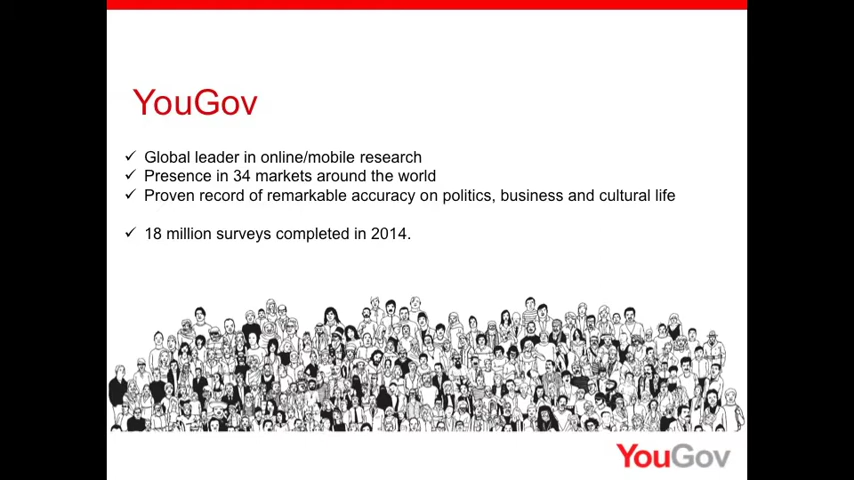 YouGov
✓ Global leader in online/mobile research
✓ Presence in 34 markets around the world
✓ Proven record of remarkable accuracy on politics, business and cultural life
✓ 18 million surveys completed in 2014.
YouGov